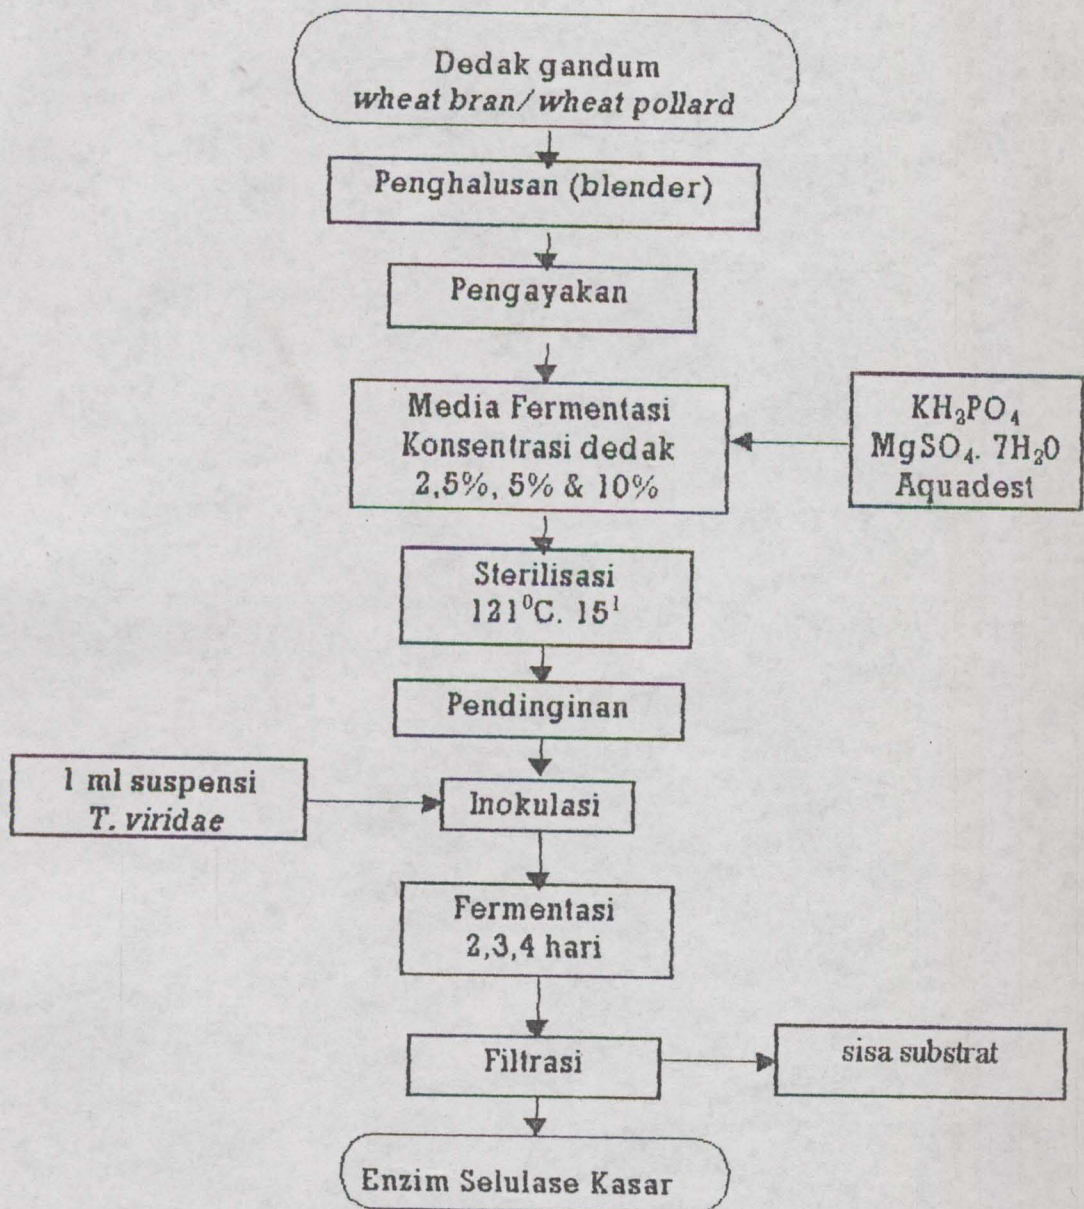 Dedak gandum
wheat bran/wheat pollard
Penghalusan (blender)
Pengayakan
Media Fermentasi
Konsentrasi dedak
2,5%, 5% & 10%
KH₂PO₄
MgSO₄. 7H₂O
Aquadest
Sterilisasi
121⁰C. 15¹
Pendinginan
1 ml suspensi
T. viridae
Inokulasi
Fermentasi
2,3,4 hari
Filtrasi
sisa substrat
Enzim Selulase Kasar